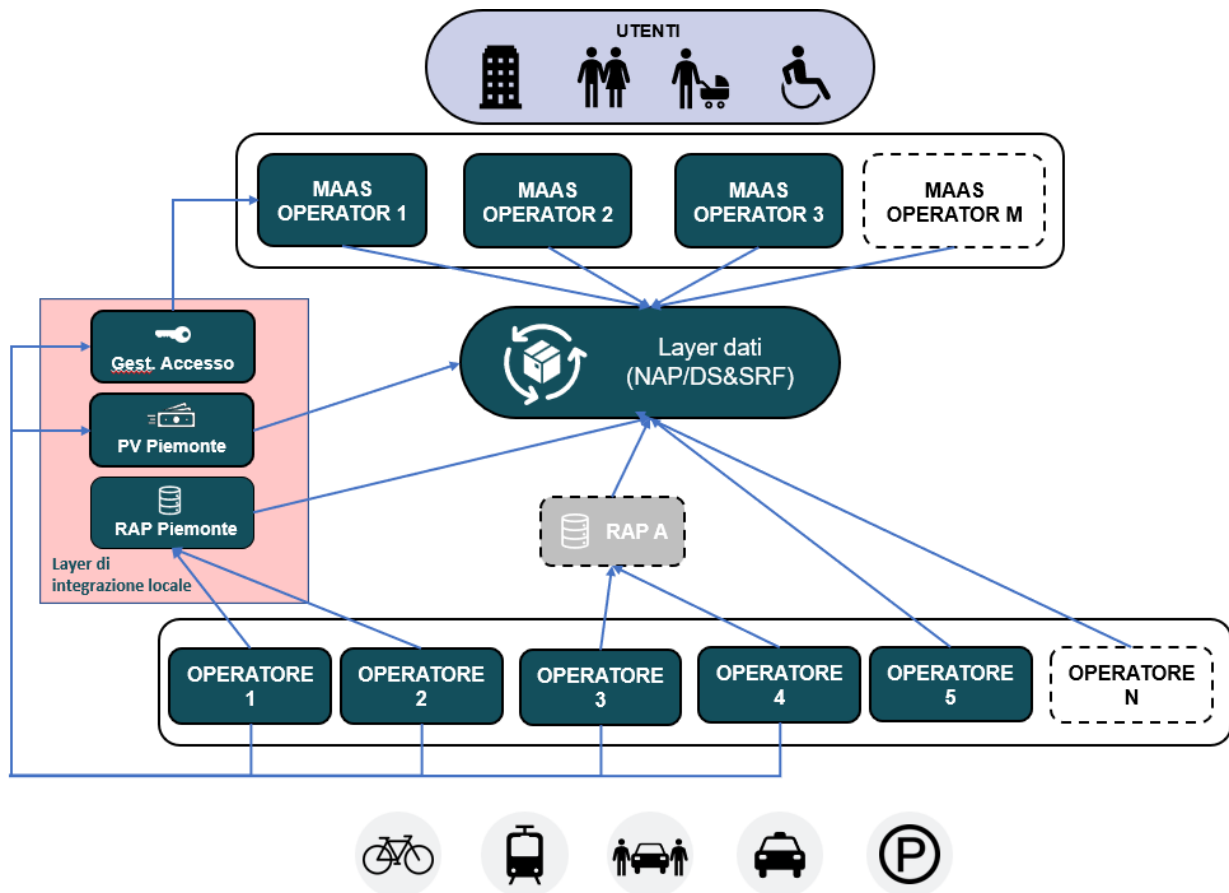 UTENTI
MAAS
OPERATOR 1
MAAS
OPERATOR 2
MAAS
OPERATOR 3
MAAS
OPERATOR M
Gest. Accesso
PV Piemonte
RAP Piemonte
Layer di
integrazione locale
Layer dati
(NAP/DS&SRF)
RAP A
OPERATORE
1
OPERATORE
2
OPERATORE
3
OPERATORE
4
OPERATORE
5
OPERATORE
N
P